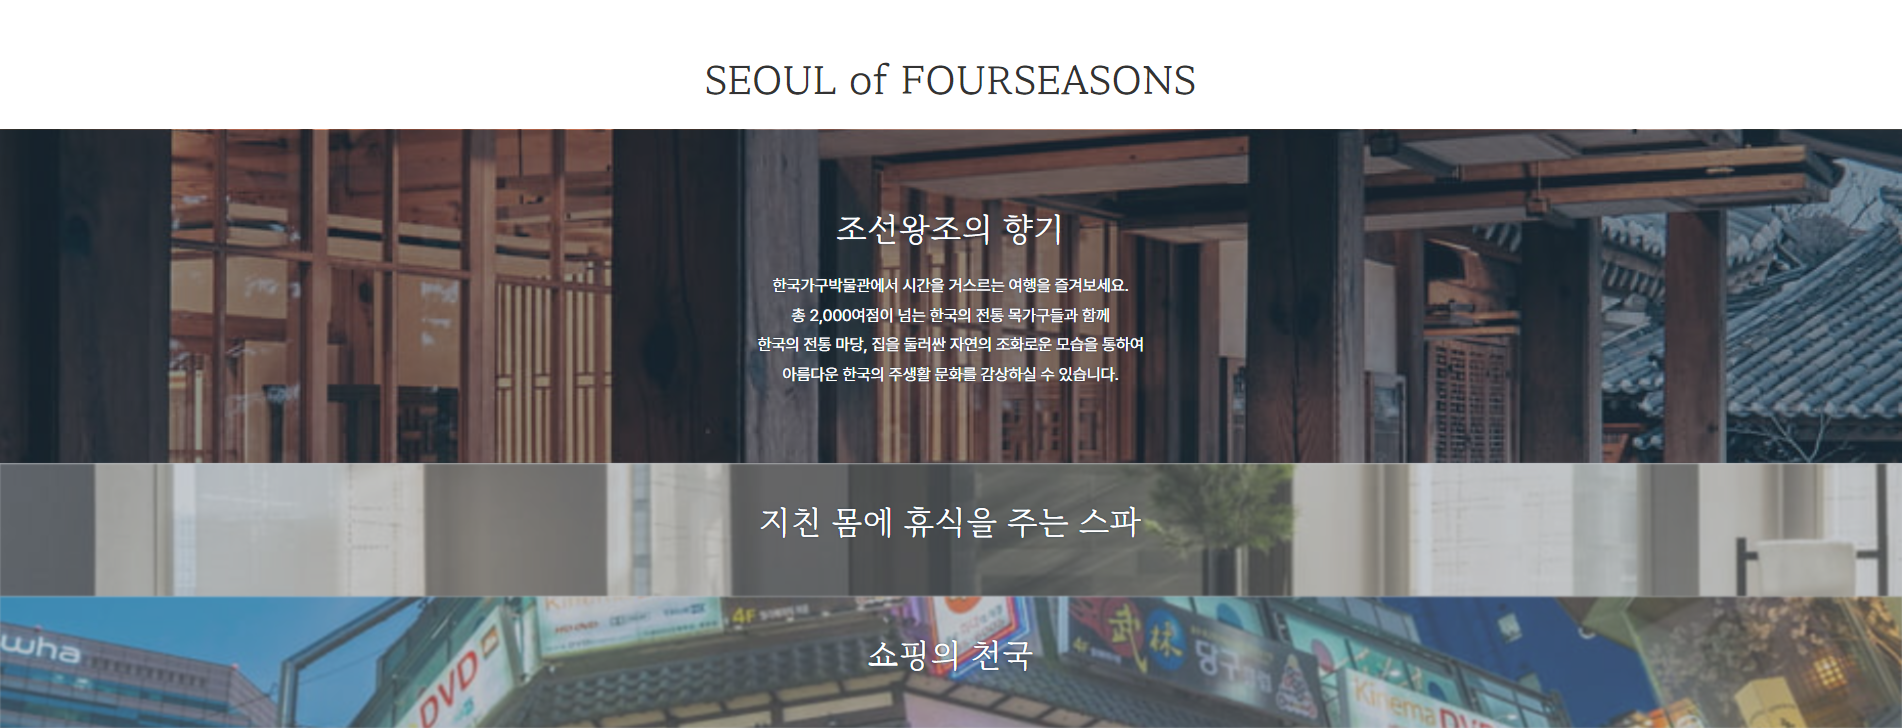 SEOUL of FOURSEASONS
조선왕조의 향기
한국가구박물관에서 시간을 거스르는 여행을 즐겨보세요.
총 2,000여점이 넘는 한국의 전통 목가구들과 함께
한국의 전통 마당, 집을 둘러싼 자연의 조화로운 모습을 통하여
아름다운 한국의 주생활 문화를 감상하실 수 있습니다.
지친 몸에 휴식을 주는 스파
쇼핑의 천국
wha
DVD
Kinema
4F
4F
武林
당구
Kinema DVD